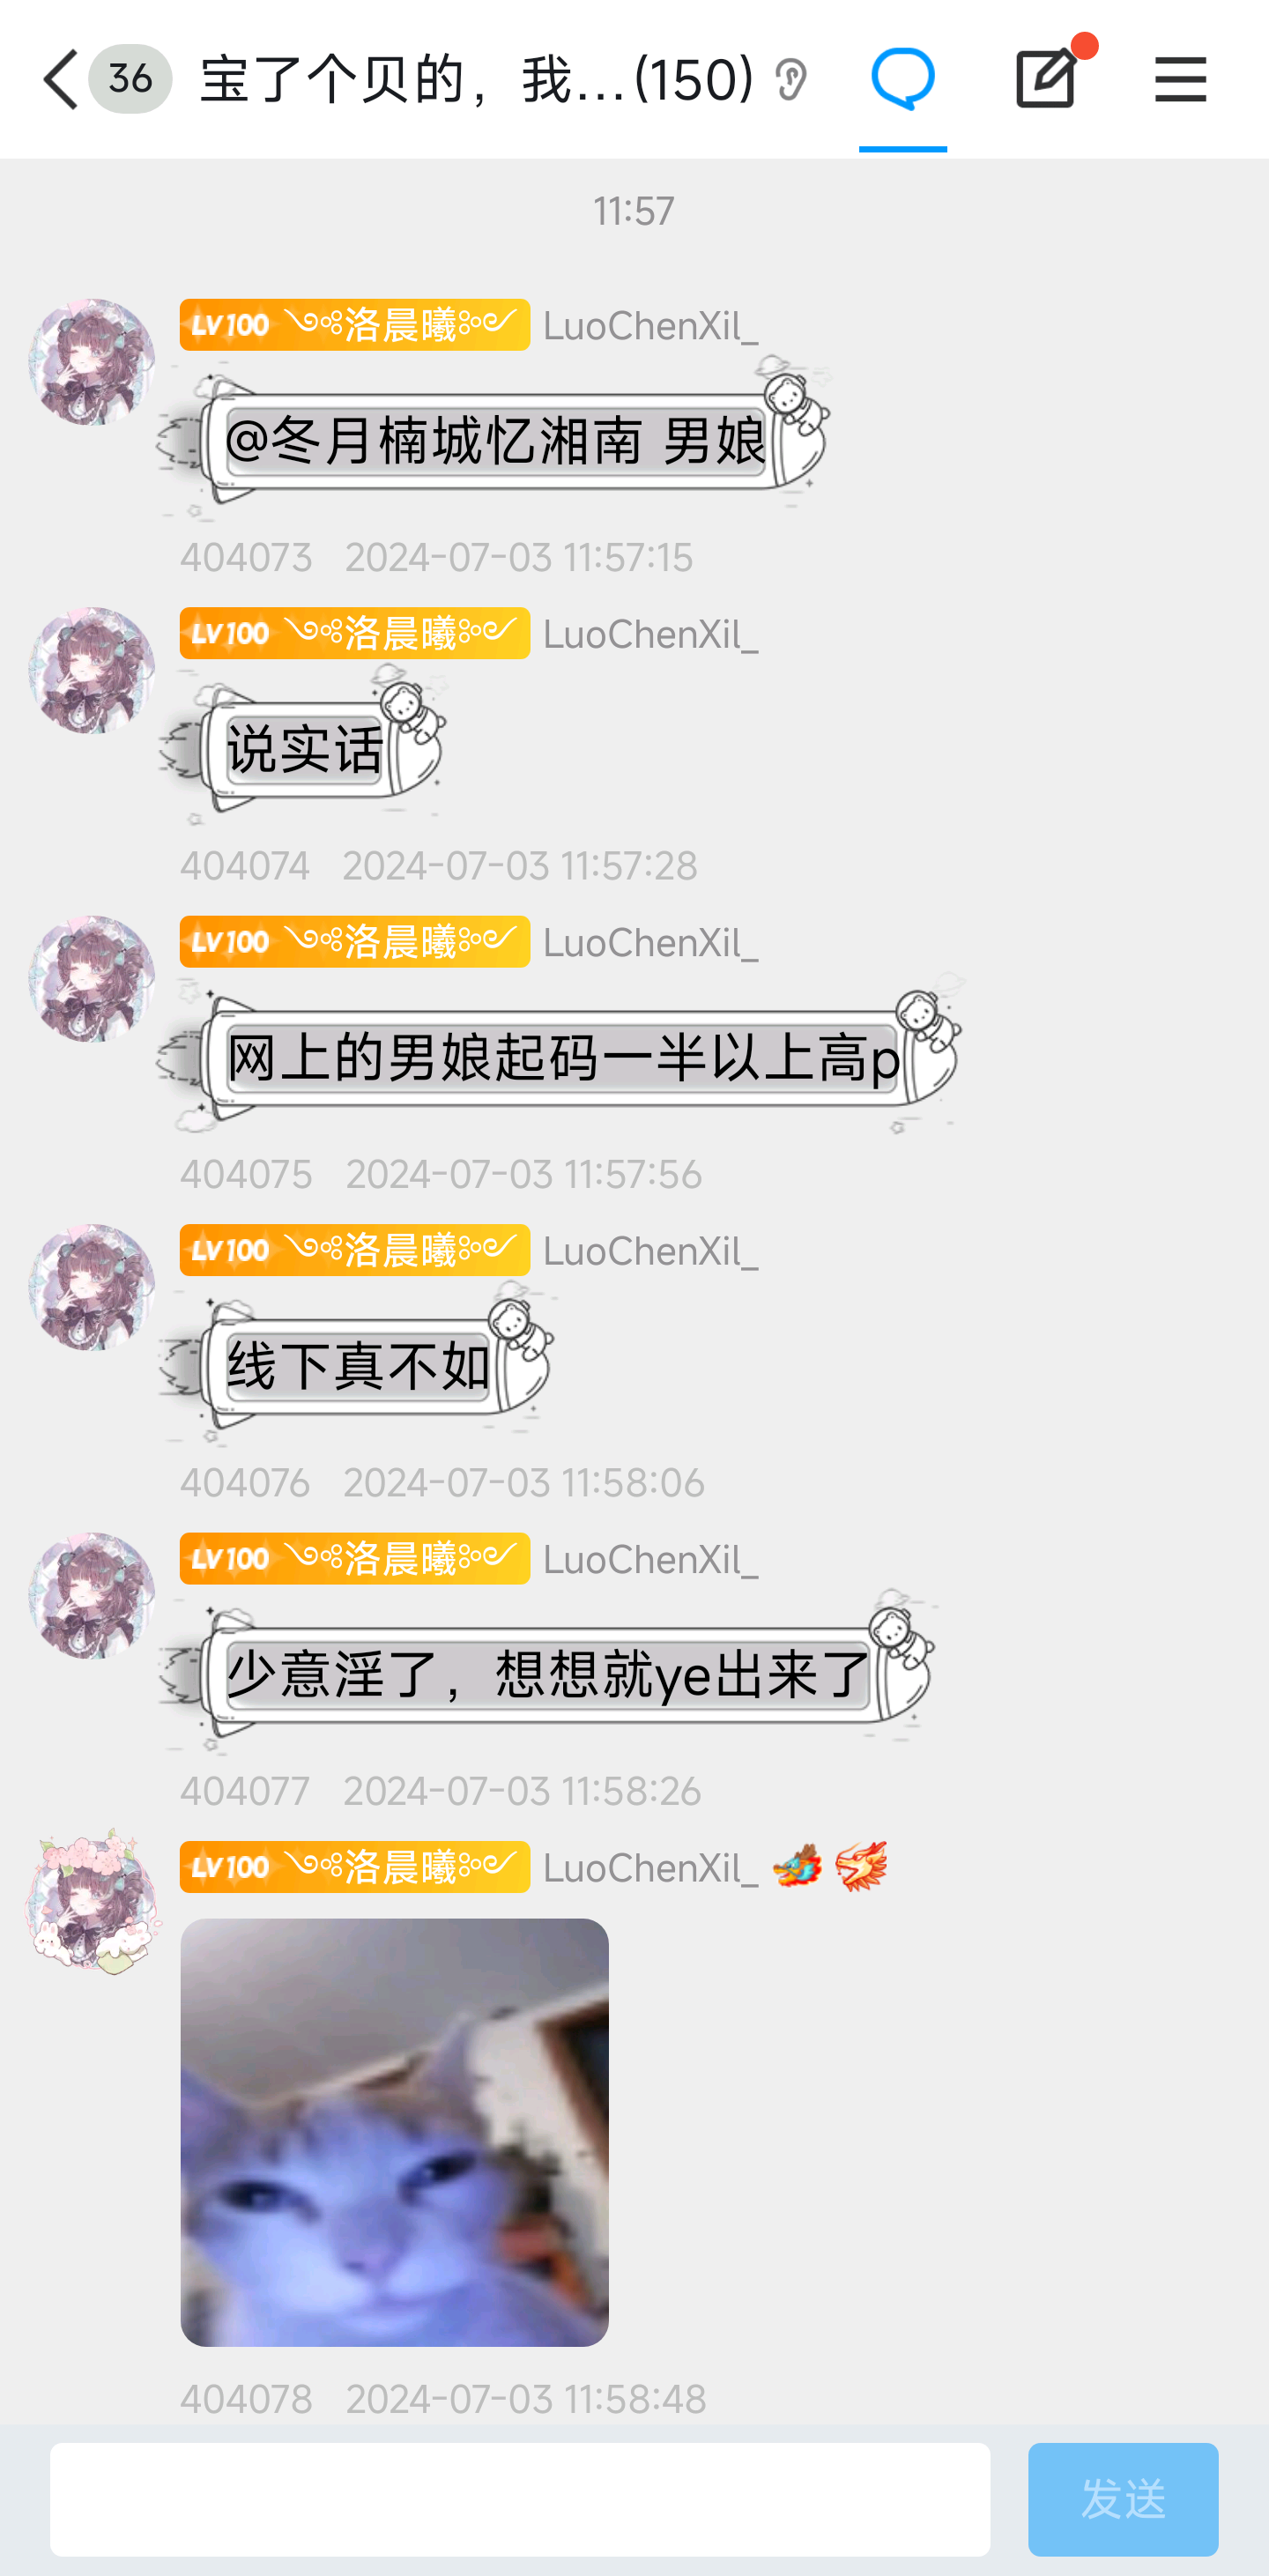 36 宝了个贝的，我...(150)
11:57
LV100 ༺洛晨曦༻ LuoChenXil_
@冬月楠城忆湘南 男娘
404073 2024-07-03 11:57:15
LV100 ༺洛晨曦༻ LuoChenXil_
说实话
404074 2024-07-03 11:57:28
LV100 ༺洛晨曦༻ LuoChenXil_
网上的男娘起码一半以上高p
404075 2024-07-03 11:57:56
LV100 ༺洛晨曦༻ LuoChenXil_
线下真不如
404076 2024-07-03 11:58:06
LV100 ༺洛晨曦༻ LuoChenXil_
少意淫了，想想就ye出来了
404077 2024-07-03 11:58:26
LV100 ༺洛晨曦༻ LuoChenXil_
404078 2024-07-03 11:58:48
发送